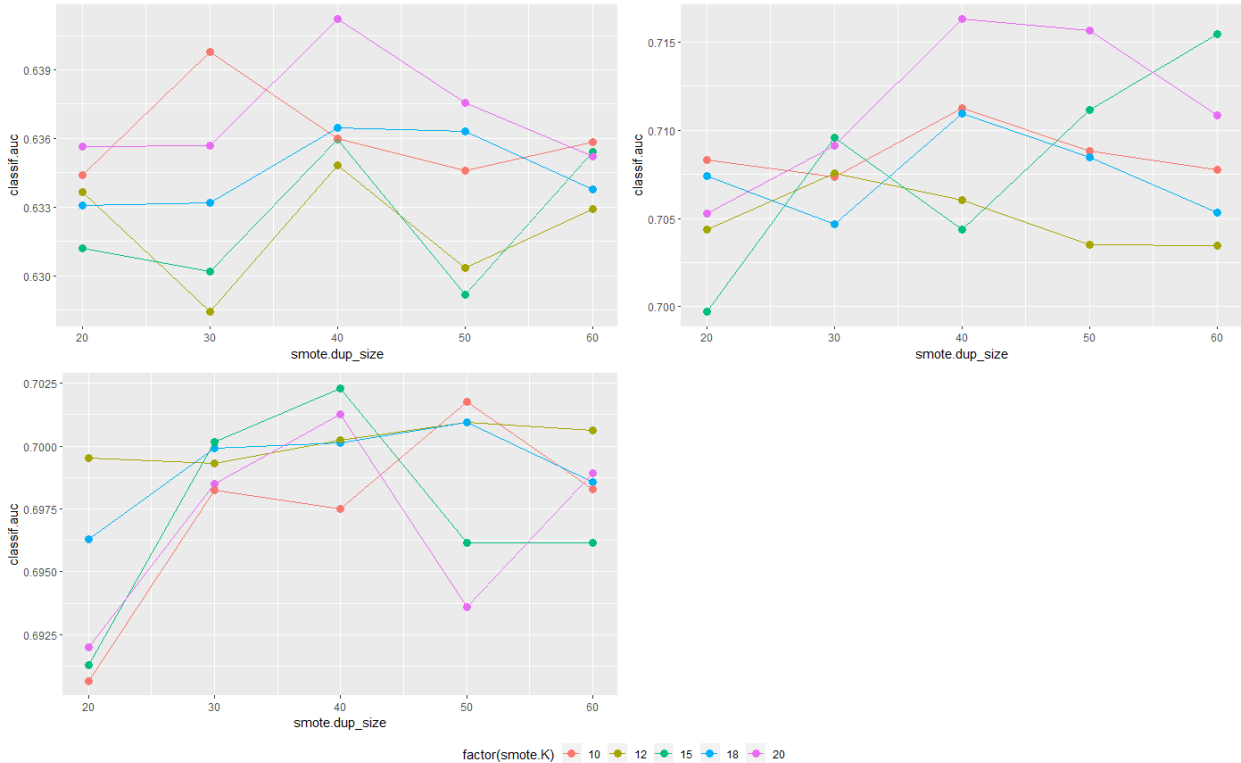 classif.auc
0.639
0.636
0.633
0.630
20 30 40 50 60
smote.dup_size
classif.auc
0.715
0.710
0.705
0.700
20 30 40 50 60
smote.dup_size
classif.auc
0.7025
0.7000
0.6975
0.6950
0.6925
20 30 40 50 60
smote.dup_size
factor(smote.K) 10 12 15 18 20